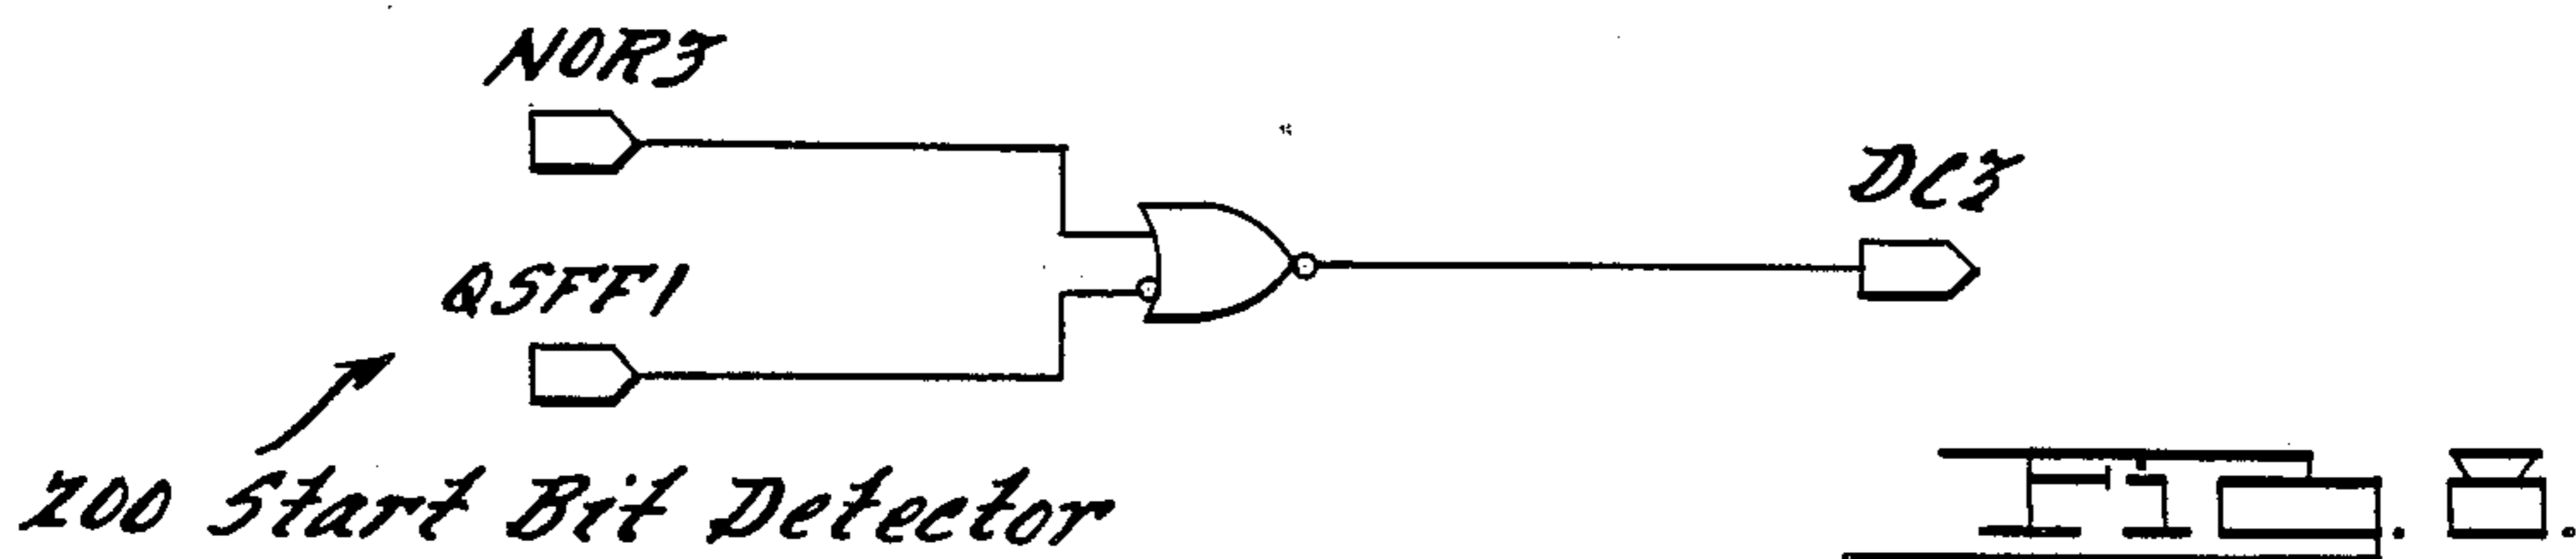 NOR3
DC3
QSFF1
200 Start Bit Detector